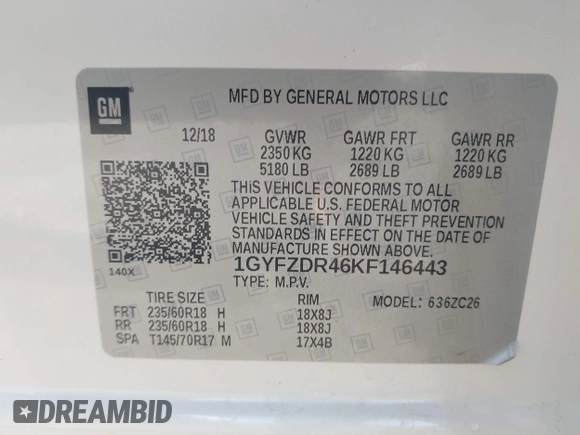 GM
MFD BY GENERAL MOTORS LLC
12/18 GVWR GAWR FRT GAWR RR
2350 KG 1220 KG 1220 KG
5180 LB 2689 LB 2689 LB
THIS VEHICLE CONFORMS TO ALL
APPLICABLE U.S. FEDERAL MOTOR
VEHICLE SAFETY AND THEFT PREVENTION
STANDARDS IN EFFECT ON THE DATE OF
MANUFACTURE SHOWN ABOVE.
140X
1GYFZDR46KF146443
TYPE: M.P.V.
TIRE SIZE RIM MODEL: 636ZC26
FRT 235/60R18 H 18X8J
RR 235/60R18 H 18X8J
SPA T145/70R17 M 17X4B
DREAMBID